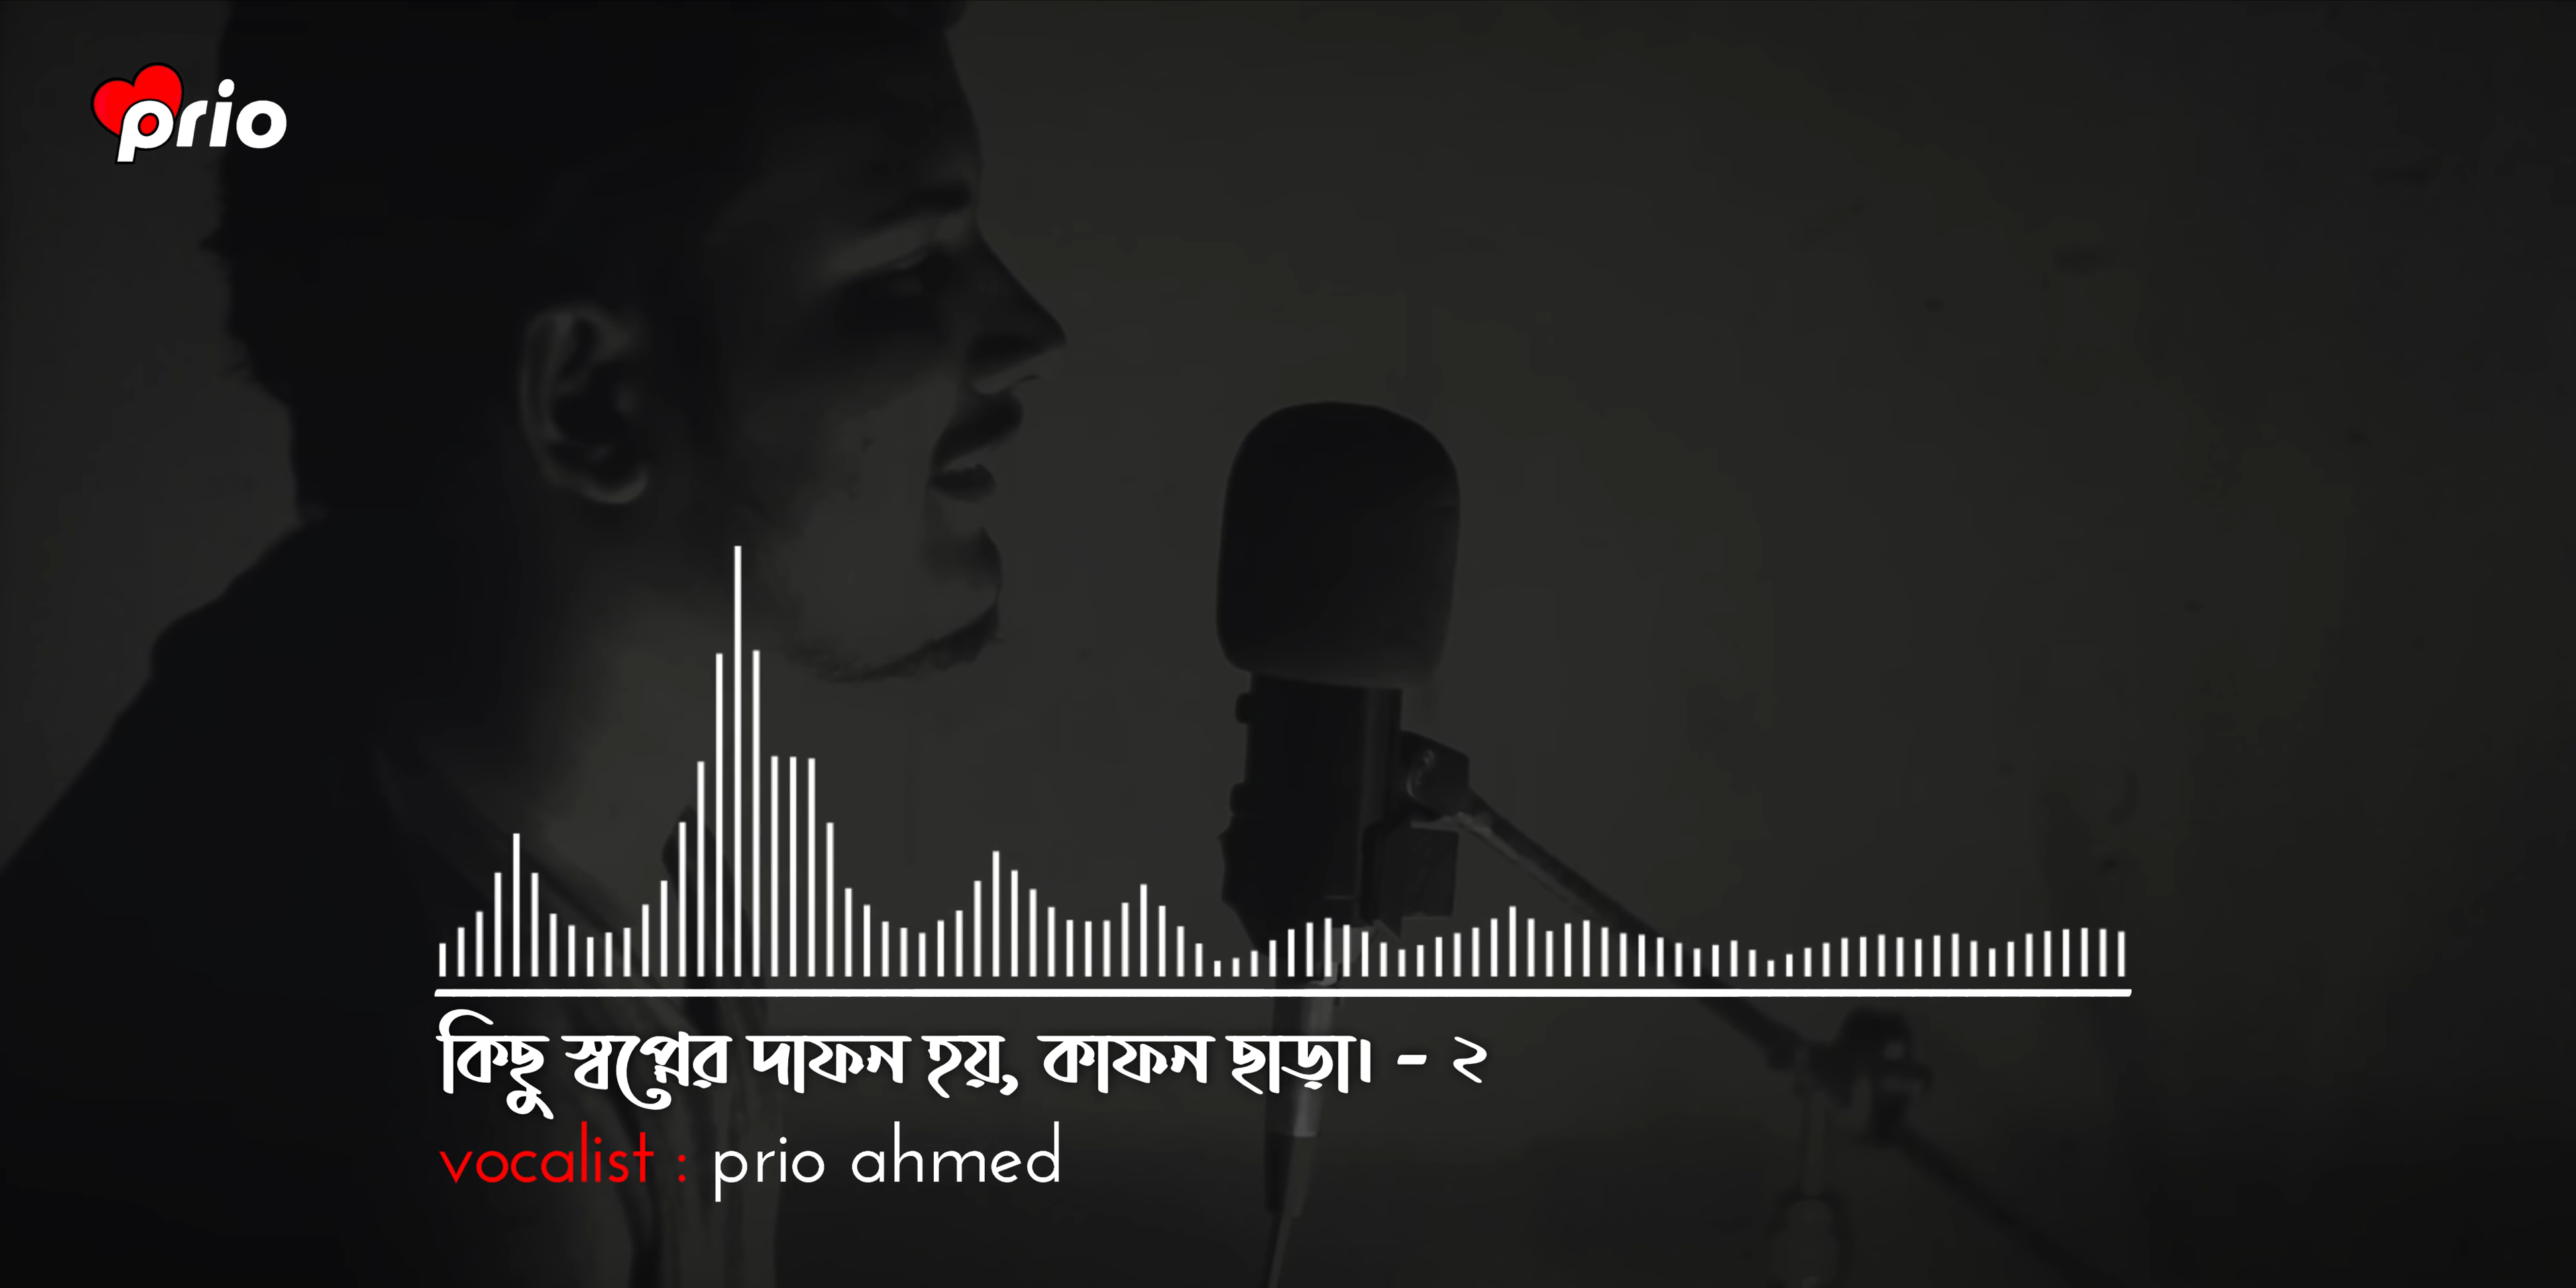 prio
কিছু স্বপ্নের দাফন হয়, কাফন ছাড়া। - ২
vocalist : prio ahmed